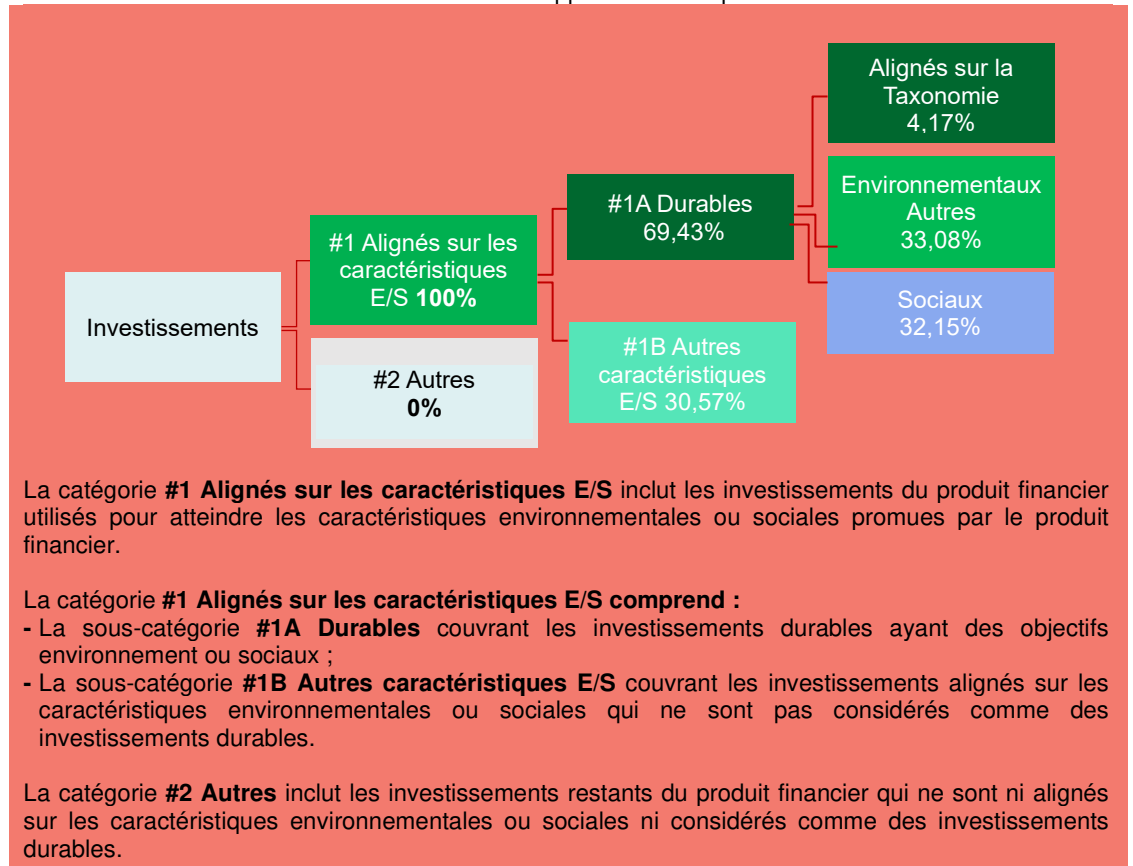 Alignés sur la
Taxonomie
4,17%
Environnementaux
Autres
33,08%
#1A Durables
69,43%
#1 Alignés sur les
caractéristiques
E/S 100%
Sociaux
32,15%
Investissements
#1B Autres
caractéristiques
E/S 30,57%
#2 Autres
0%
La catégorie #1 Alignés sur les caractéristiques E/S inclut les investissements du produit financier
utilisés pour atteindre les caractéristiques environnementales ou sociales promues par le produit
financier.
La catégorie #1 Alignés sur les caractéristiques E/S comprend :
- La sous-catégorie #1A Durables couvrant les investissements durables ayant des objectifs
environnement ou sociaux ;
- La sous-catégorie #1B Autres caractéristiques E/S couvrant les investissements alignés sur les
caractéristiques environnementales ou sociales qui ne sont pas considérés comme des
investissements durables.
La catégorie #2 Autres inclut les investissements restants du produit financier qui ne sont ni alignés
sur les caractéristiques environnementales ou sociales ni considérés comme des investissements
durables.